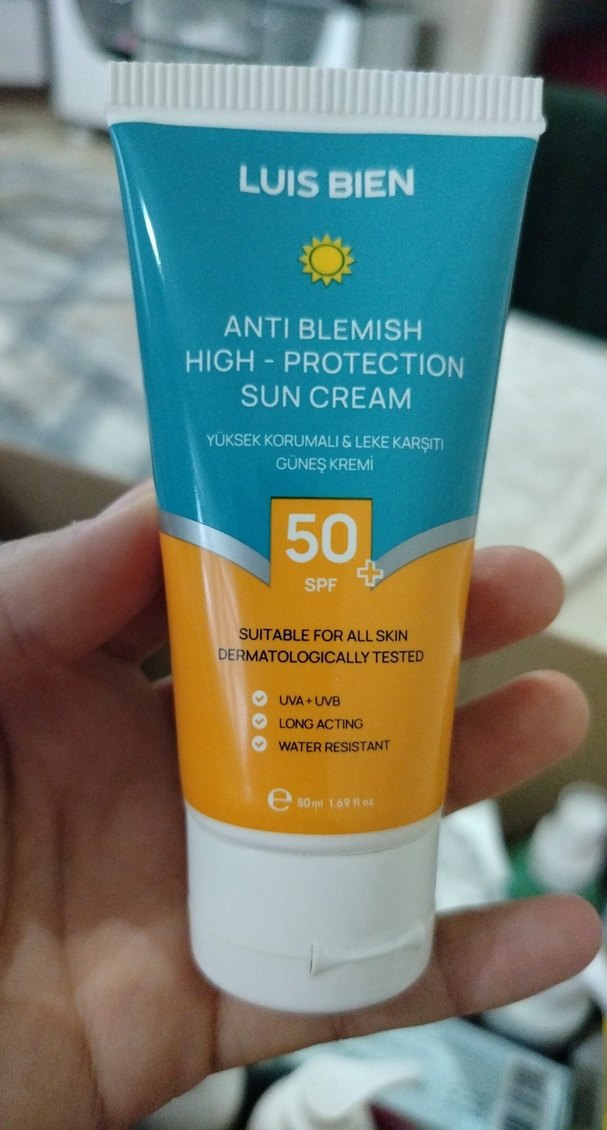 LUIS BIEN
ANTI BLEMISH
HIGH - PROTECTION
SUN CREAM
YÜKSEK KORUMALI & LEKE KARŞITI
GÜNEŞ KREMİ
50+
SPF
SUITABLE FOR ALL SKIN
DERMATOLOGICALLY TESTED
UVA + UVB
LONG ACTING
WATER RESISTANT
e 50ml 1.69 fl oz